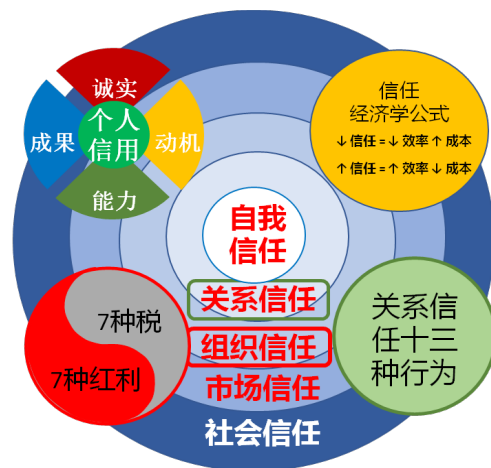 诚实
个人
信用
成果
动机
能力
信任
经济学公式
↓信任=↓效率↑成本
↑信任=↑效率↓成本
自我
信任
关系信任
组织信任
市场信任
社会信任
7种税
7种红利
关系信
任十三
种行为